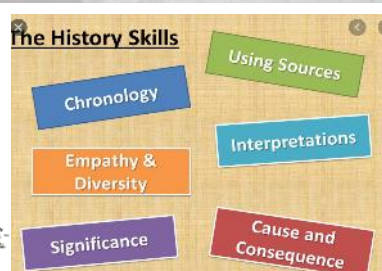 The History Skills
Using Sources
Chronology
Interpretations
Empathy &
Diversity
Significance
Cause and
Consequence